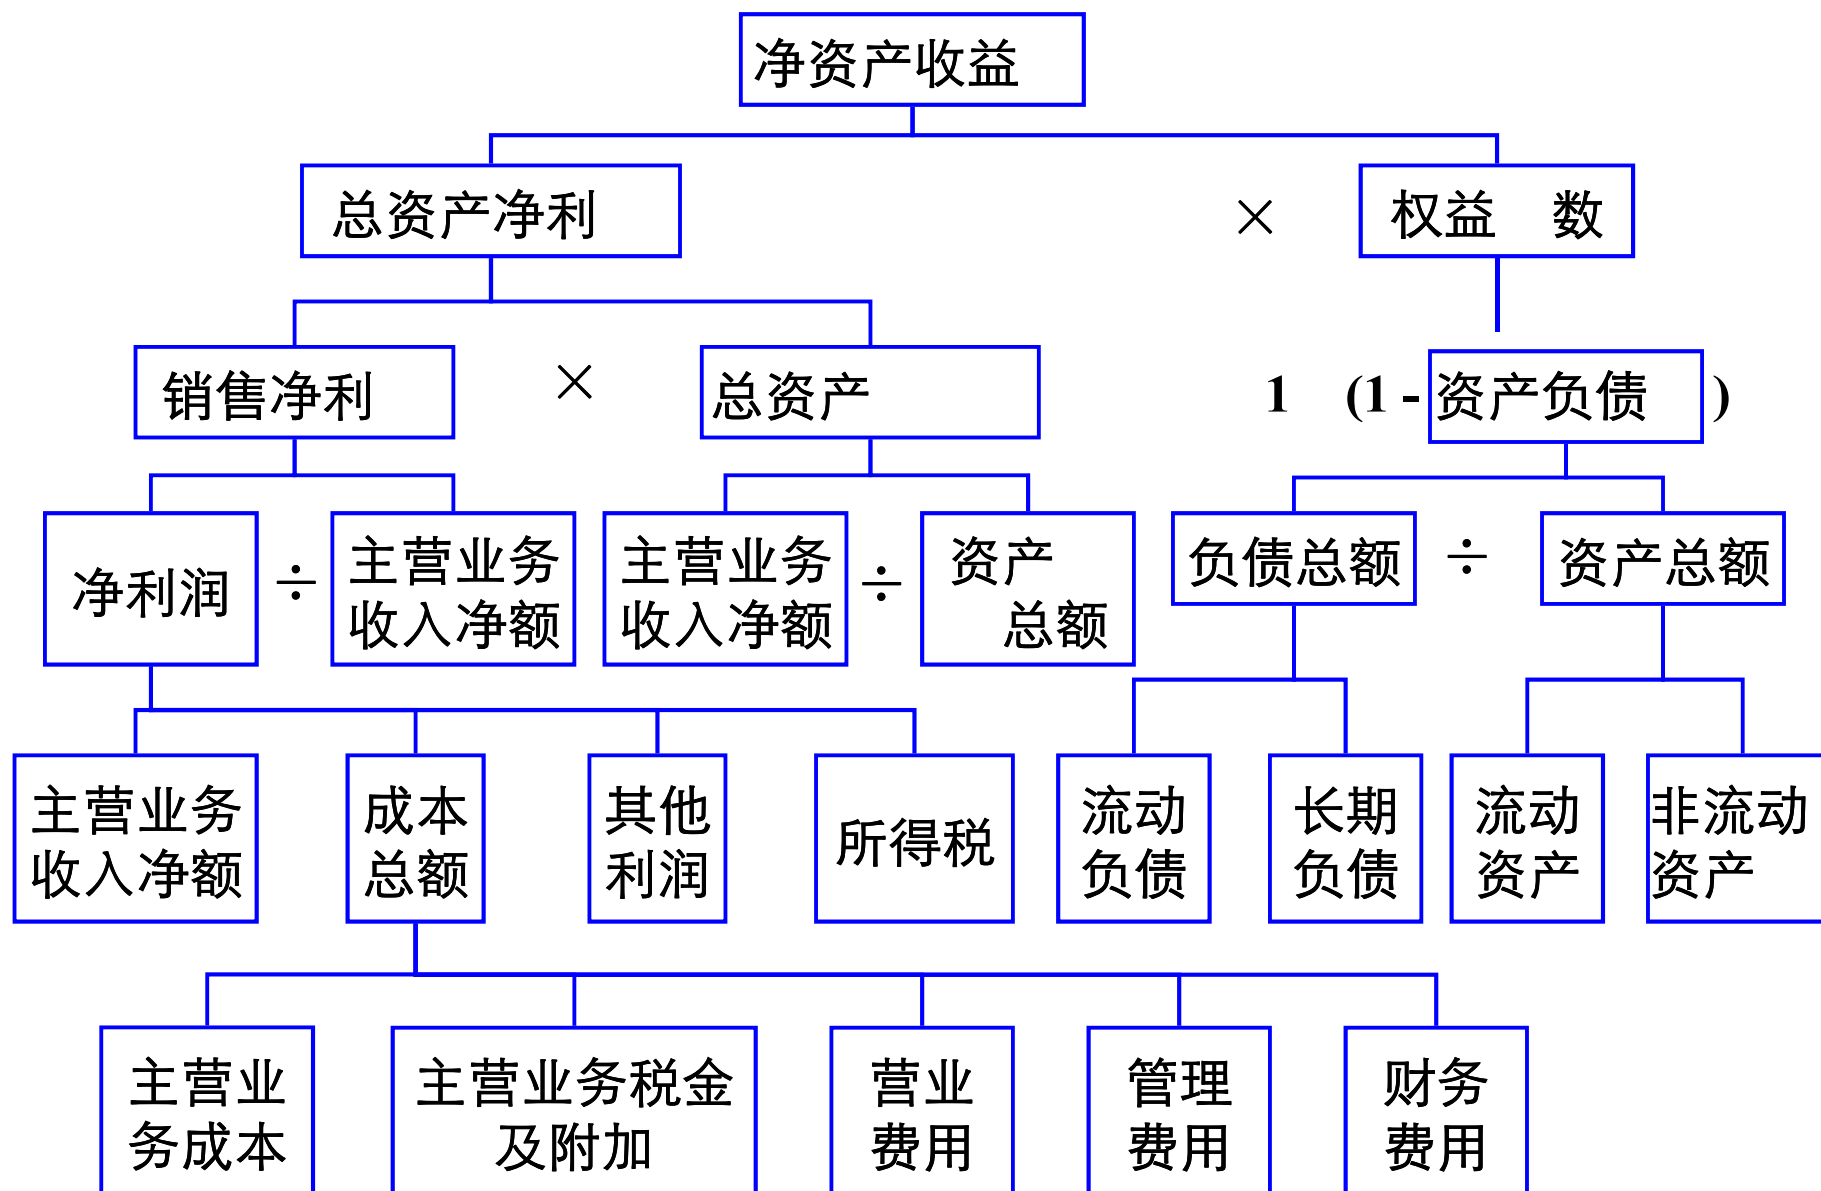 净资产收益
总资产净利
×
权益 数
销售净利
×
总资产
1 (1-资产负债 )
净利润
÷
主营业务
收入净额
主营业务
收入净额
÷
资产
总额
负债总额
÷
资产总额
主营业务
收入净额
成本
总额
其他
利润
所得税
流动
负债
长期
负债
流动
资产
非流动
资产
主营业
务成本
主营业务税金
及附加
营业
费用
管理
费用
财务
费用